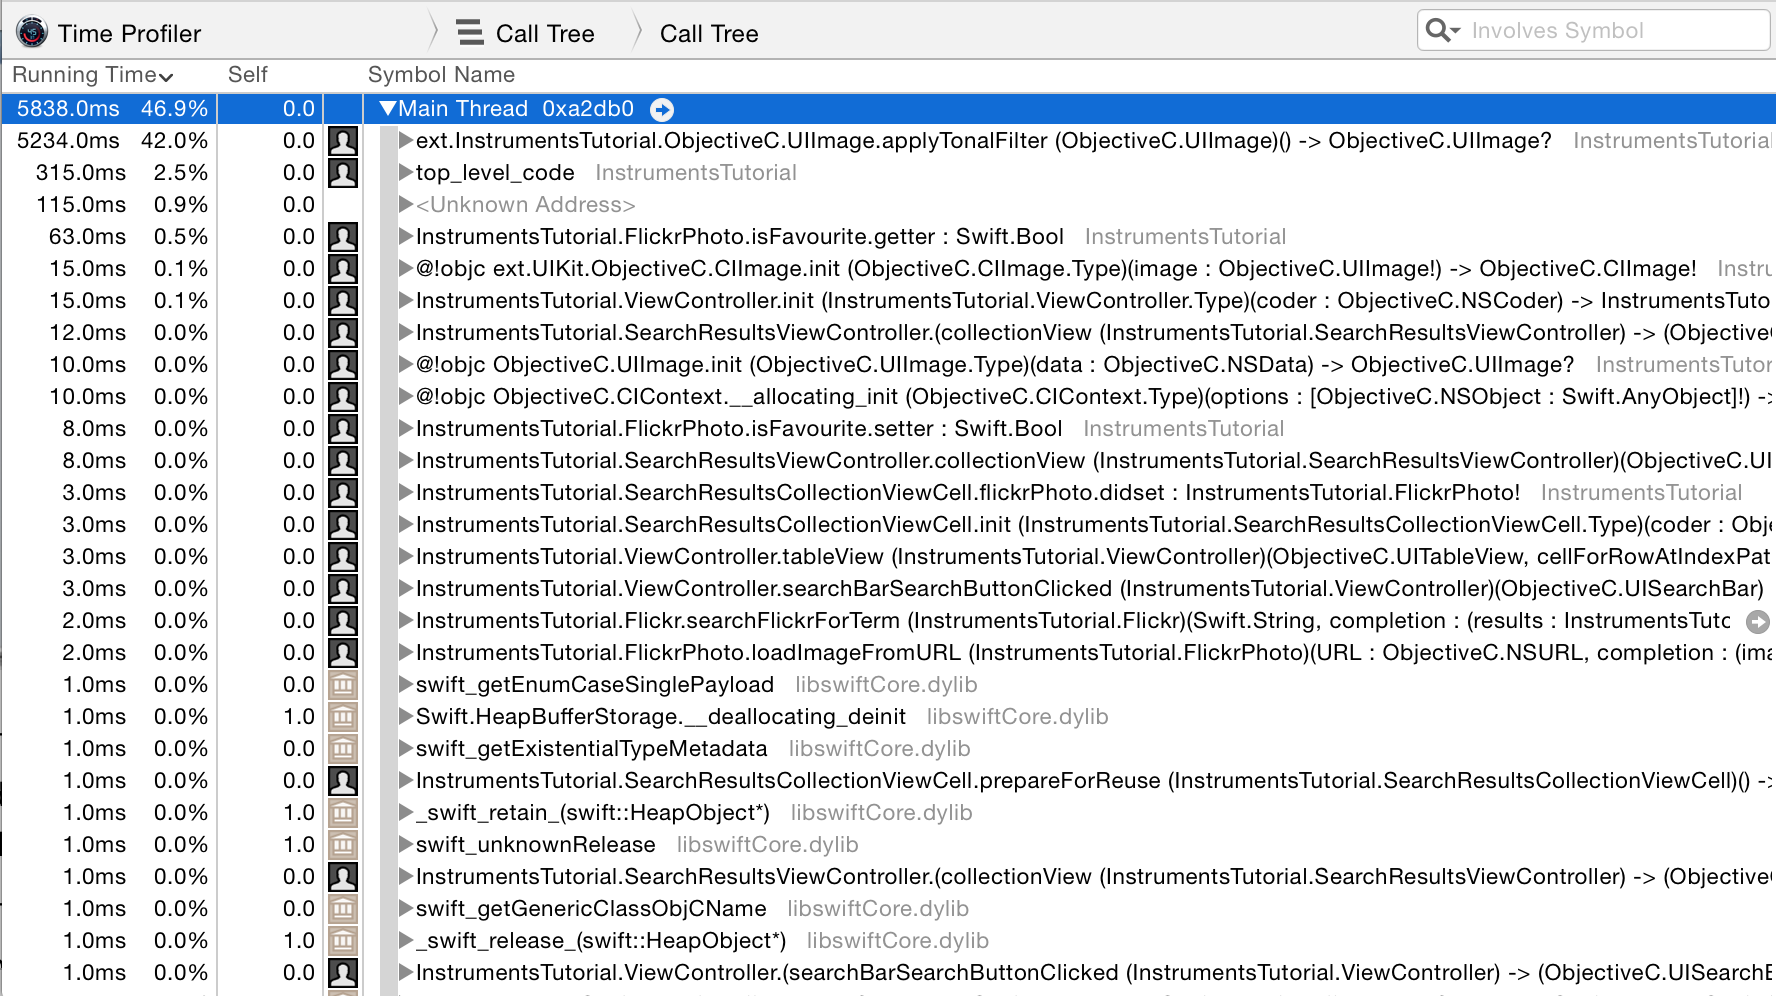 Time Profiler Call Tree Call Tree Involves Symbol
Running Time Self Symbol Name
5838.0ms 46.9% 0.0 Main Thread 0xa2db0
5234.0ms 42.0% 0.0 ext.InstrumentsTutorial.ObjectiveC.UIImage.applyTonalFilter (ObjectiveC.UIImage)() -> ObjectiveC.UIImage? InstrumentsTutorial
315.0ms 2.5% 0.0 top_level_code InstrumentsTutorial
115.0ms 0.9% 0.0 <Unknown Address>
63.0ms 0.5% 0.0 InstrumentsTutorial.FlickrPhoto.isFavourite.getter : Swift.Bool InstrumentsTutorial
15.0ms 0.1% 0.0 @!objc ext.UIKit.ObjectiveC.CIImage.init (ObjectiveC.CIImage.Type)(image : ObjectiveC.UIImage!) -> ObjectiveC.CIImage! Instru
15.0ms 0.1% 0.0 InstrumentsTutorial.ViewController.init (InstrumentsTutorial.ViewController.Type)(coder : ObjectiveC.NSCoder) -> InstrumentsTuto
12.0ms 0.0% 0.0 InstrumentsTutorial.SearchResultsViewController.(collectionView (InstrumentsTutorial.SearchResultsViewController) -> (Objective
10.0ms 0.0% 0.0 @!objc ObjectiveC.UIImage.init (ObjectiveC.UIImage.Type)(data : ObjectiveC.NSData) -> ObjectiveC.UIImage? InstrumentsTutor
10.0ms 0.0% 0.0 @!objc ObjectiveC.CIContext.__allocating_init (ObjectiveC.CIContext.Type)(options : [ObjectiveC.NSObject : Swift.AnyObject]!) ->
8.0ms 0.0% 0.0 InstrumentsTutorial.FlickrPhoto.isFavourite.setter : Swift.Bool InstrumentsTutorial
8.0ms 0.0% 0.0 InstrumentsTutorial.SearchResultsViewController.collectionView (InstrumentsTutorial.SearchResultsViewController)(ObjectiveC.UI
3.0ms 0.0% 0.0 InstrumentsTutorial.SearchResultsCollectionViewCell.flickrPhoto.didset : InstrumentsTutorial.FlickrPhoto! InstrumentsTutorial
3.0ms 0.0% 0.0 InstrumentsTutorial.SearchResultsCollectionViewCell.init (InstrumentsTutorial.SearchResultsCollectionViewCell.Type)(coder : Obje
3.0ms 0.0% 0.0 InstrumentsTutorial.ViewController.tableView (InstrumentsTutorial.ViewController)(ObjectiveC.UITableView, cellForRowAtIndexPat
3.0ms 0.0% 0.0 InstrumentsTutorial.ViewController.searchBarSearchButtonClicked (InstrumentsTutorial.ViewController)(ObjectiveC.UISearchBar)
2.0ms 0.0% 0.0 InstrumentsTutorial.Flickr.searchFlickrForTerm (InstrumentsTutorial.Flickr)(Swift.String, completion : (results : InstrumentsTutc
2.0ms 0.0% 0.0 InstrumentsTutorial.FlickrPhoto.loadImageFromURL (InstrumentsTutorial.FlickrPhoto)(URL : ObjectiveC.NSURL, completion : (ima
1.0ms 0.0% 0.0 swift_getEnumCaseSinglePayload libswiftCore.dylib
1.0ms 0.0% 1.0 Swift.HeapBufferStorage.__deallocating_deinit libswiftCore.dylib
1.0ms 0.0% 0.0 swift_getExistentialTypeMetadata libswiftCore.dylib
1.0ms 0.0% 0.0 InstrumentsTutorial.SearchResultsCollectionViewCell.prepareForReuse (InstrumentsTutorial.SearchResultsCollectionViewCell)() ->
1.0ms 0.0% 1.0 _swift_retain_(swift::HeapObject*) libswiftCore.dylib
1.0ms 0.0% 1.0 swift_unknownRelease libswiftCore.dylib
1.0ms 0.0% 0.0 InstrumentsTutorial.SearchResultsViewController.(collectionView (InstrumentsTutorial.SearchResultsViewController) -> (Objective
1.0ms 0.0% 0.0 swift_getGenericClassObjCName libswiftCore.dylib
1.0ms 0.0% 1.0 _swift_release_(swift::HeapObject*) libswiftCore.dylib
1.0ms 0.0% 0.0 InstrumentsTutorial.ViewController.(searchBarSearchButtonClicked (InstrumentsTutorial.ViewController) -> (ObjectiveC.UISearchB